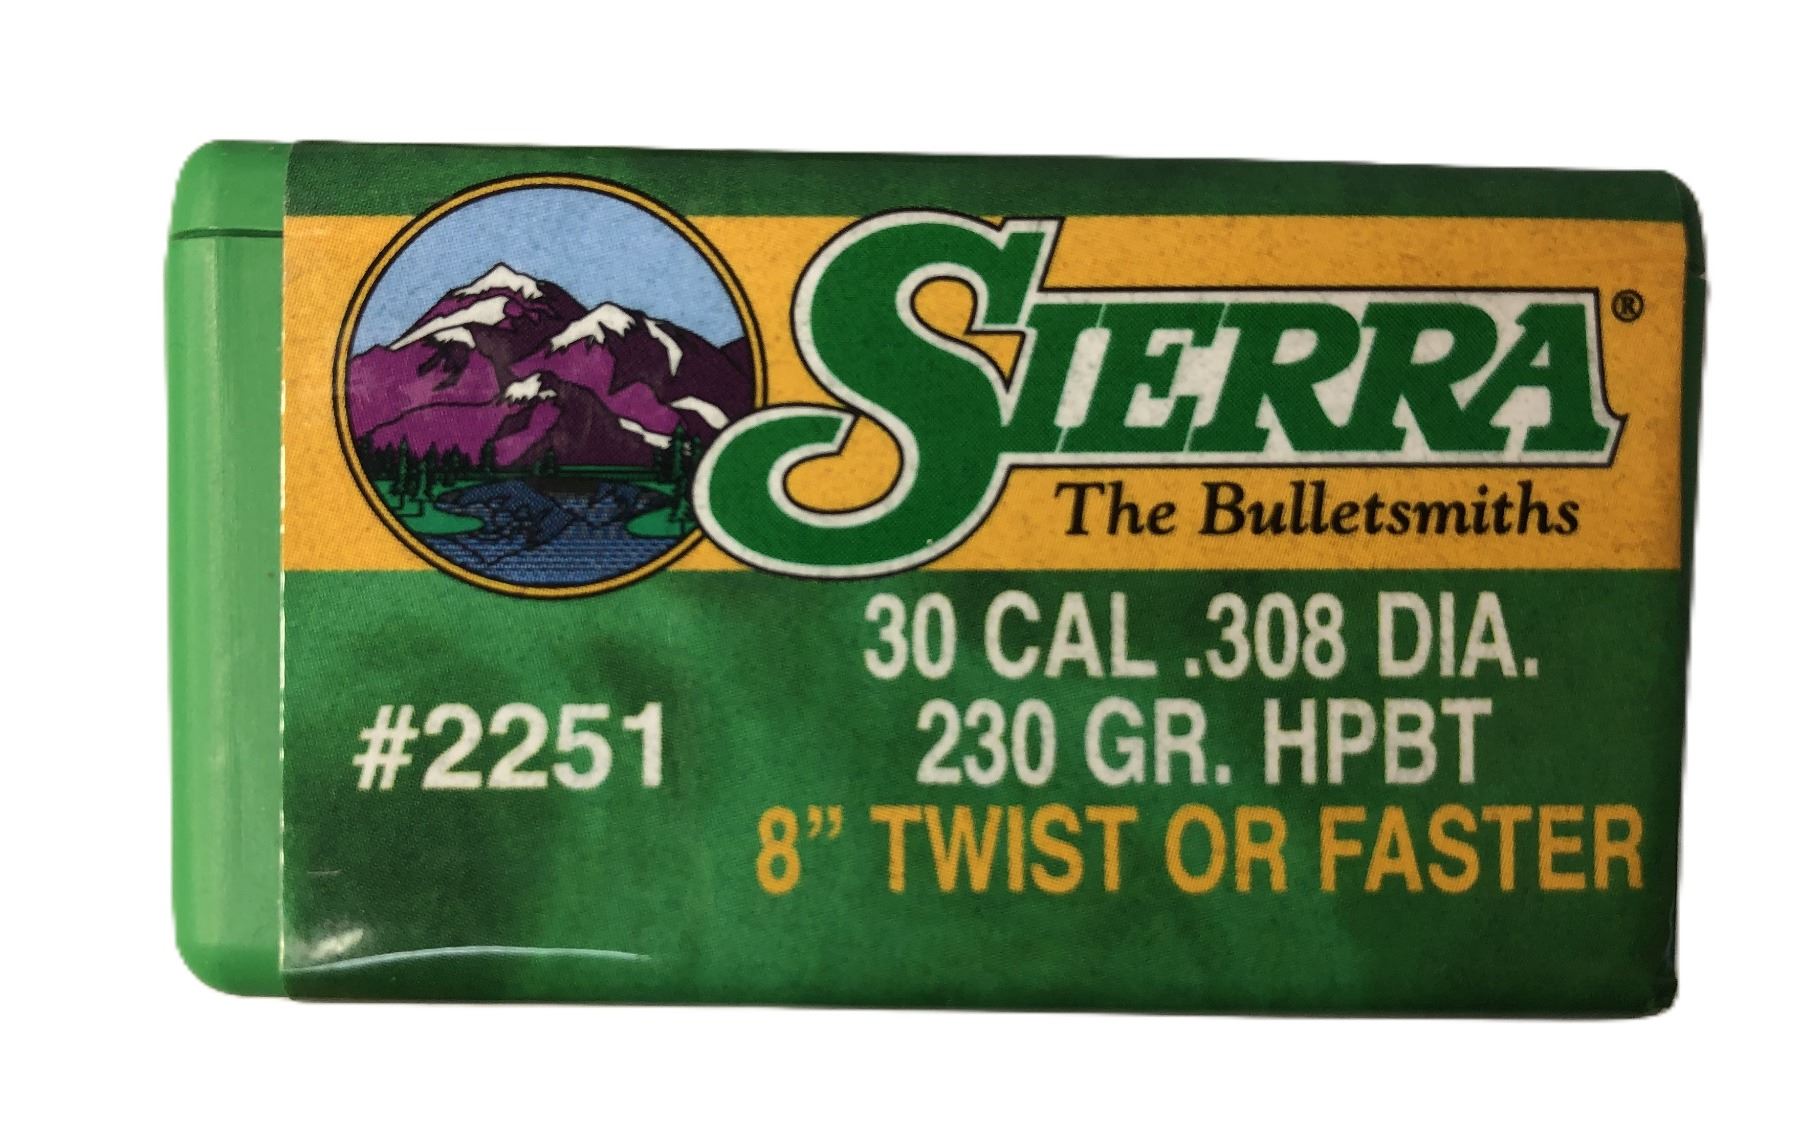 SIERRA®
The Bulletsmiths
30 CAL .308 DIA.
#2251
230 GR. HPBT
8” TWIST OR FASTER